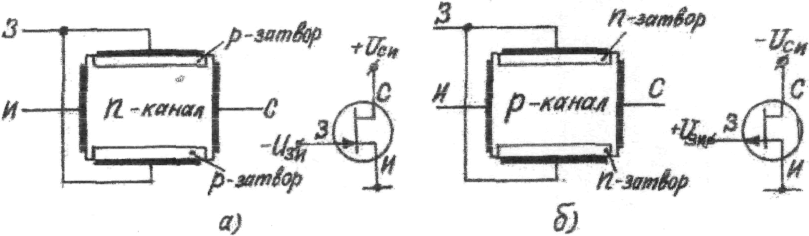 З
р-затвор
И
n-канал
С
р-затвор
+Uси
С
З
-Uзи
И
а)
З
n-затвор
И
р-канал
С
n-затвор
-Uси
С
З
+Uзи
И
б)